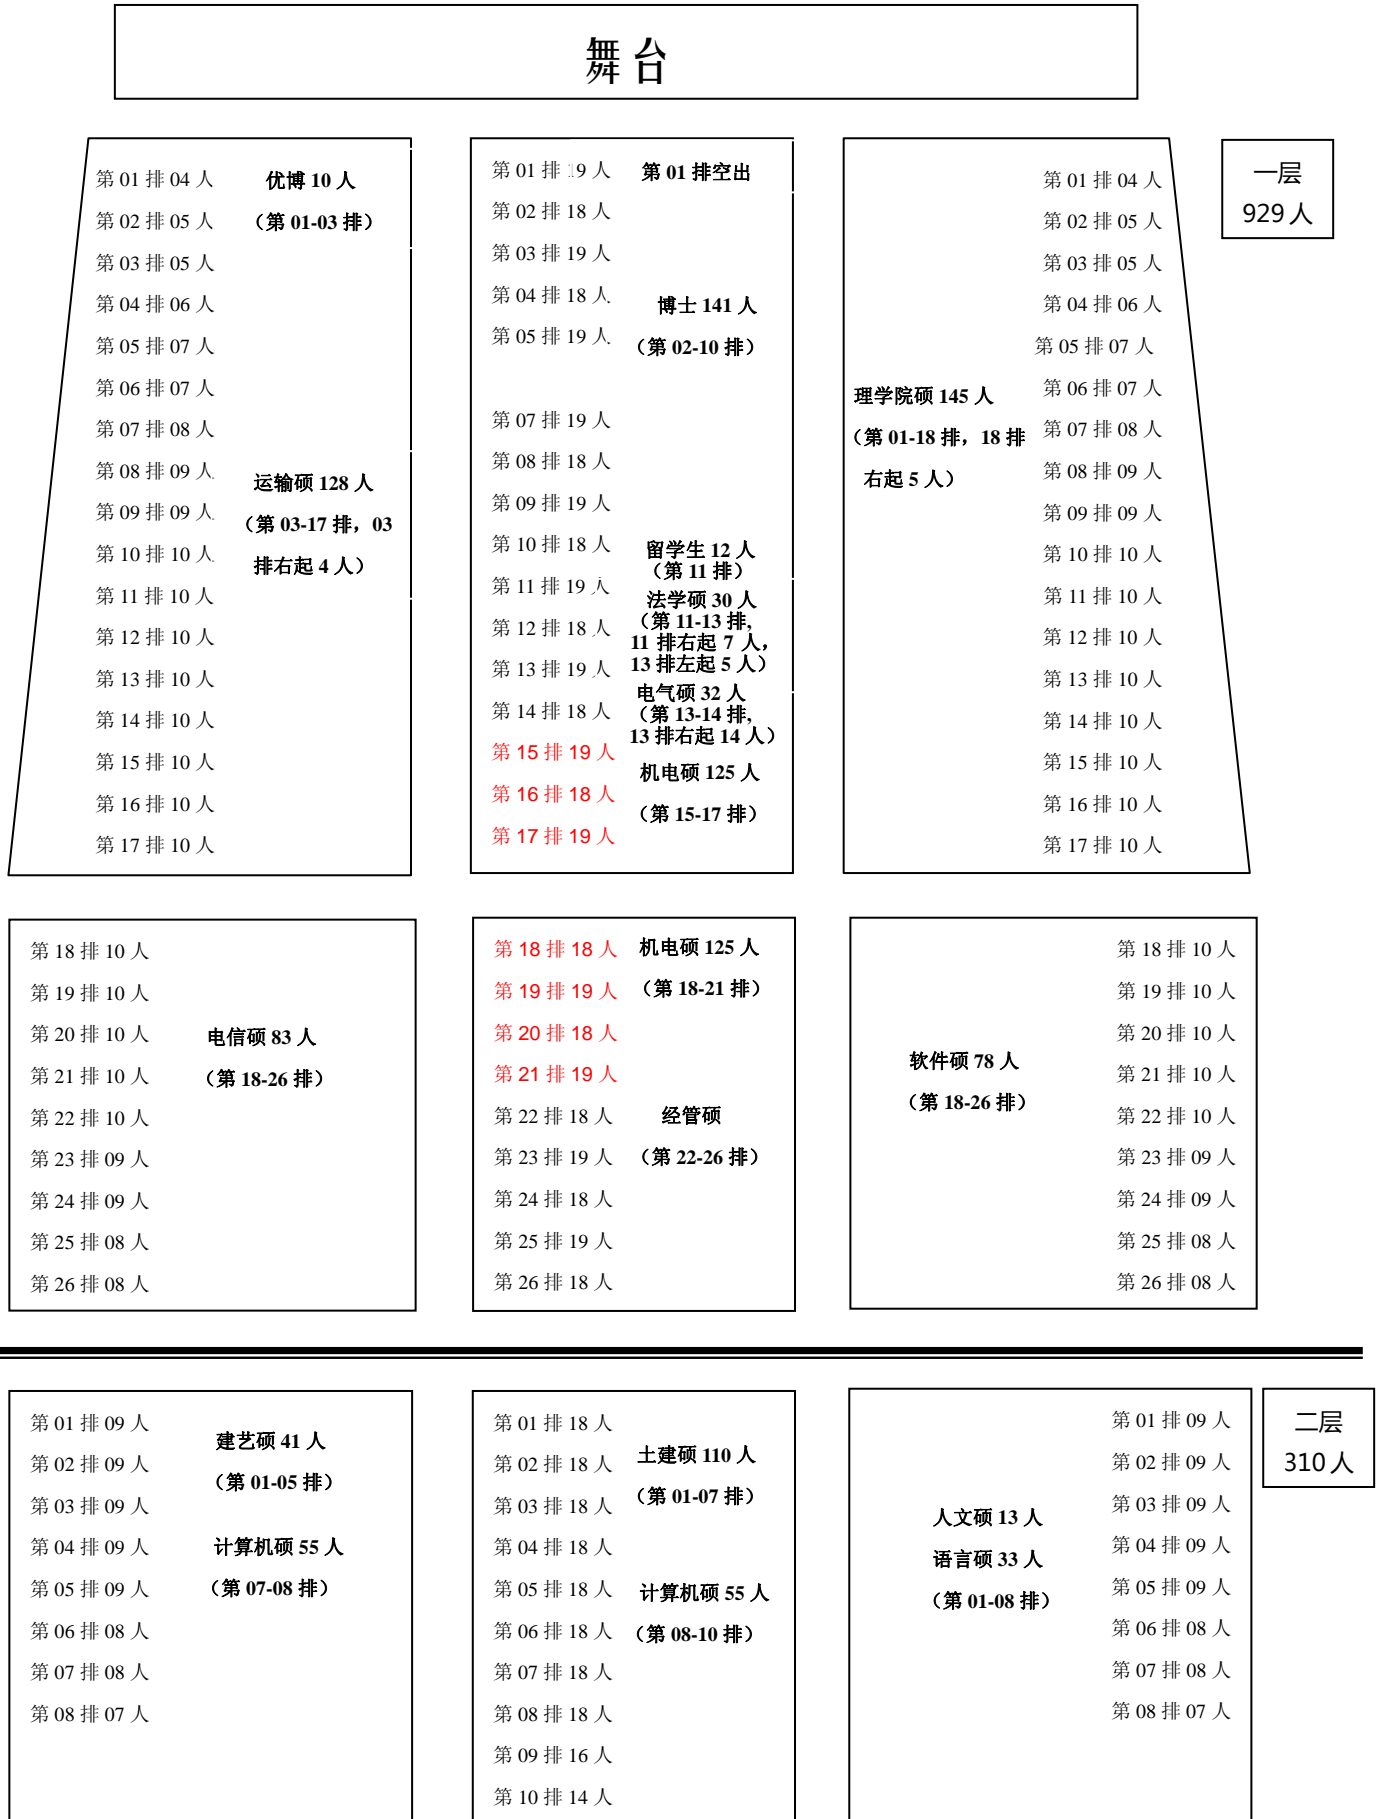 舞台
第 01 排 04 人
第 02 排 05 人
第 03 排 05 人
第 04 排 06 人
第 05 排 07 人
第 06 排 07 人
第 07 排 08 人
第 08 排 09 人
第 09 排 09 人
第 10 排 10 人
第 11 排 10 人
第 12 排 10 人
第 13 排 10 人
第 14 排 10 人
第 15 排 10 人
第 16 排 10 人
第 17 排 10 人
优博 10 人
（第 01-03 排）
运输硕 128 人
（第 03-17 排，03
排右起 4 人）
第 01 排 19 人
第 02 排 18 人
第 03 排 19 人
第 04 排 18 人
第 05 排 19 人
第 07 排 19 人
第 08 排 18 人
第 09 排 19 人
第 10 排 18 人
第 11 排 19 人
第 12 排 18 人
第 13 排 19 人
第 14 排 18 人
第 15 排 19 人
第 16 排 18 人
第 17 排 19 人
第 01 排空出
博士 141 人
（第 02-10 排）
留学生 12 人
（第 11 排）
法学硕 30 人
（第 11-13 排,
11 排右起 7 人，
13 排左起 5 人）
电气硕 32 人
（第 13-14 排,
13 排右起 14 人）
机电硕 125 人
（第 15-17 排）
理学院硕 145 人
（第 01-18 排，18 排
右起 5 人）
第 01 排 04 人
第 02 排 05 人
第 03 排 05 人
第 04 排 06 人
第 05 排 07 人
第 06 排 07 人
第 07 排 08 人
第 08 排 09 人
第 09 排 09 人
第 10 排 10 人
第 11 排 10 人
第 12 排 10 人
第 13 排 10 人
第 14 排 10 人
第 15 排 10 人
第 16 排 10 人
第 17 排 10 人
一层
929 人
第 18 排 10 人
第 19 排 10 人
第 20 排 10 人
第 21 排 10 人
第 22 排 10 人
第 23 排 09 人
第 24 排 09 人
第 25 排 08 人
第 26 排 08 人
电信硕 83 人
（第 18-26 排）
第 18 排 18 人
第 19 排 19 人
第 20 排 18 人
第 21 排 19 人
第 22 排 18 人
第 23 排 19 人
第 24 排 18 人
第 25 排 19 人
第 26 排 18 人
机电硕 125 人
（第 18-21 排）
经管硕
（第 22-26 排）
软件硕 78 人
（第 18-26 排）
第 18 排 10 人
第 19 排 10 人
第 20 排 10 人
第 21 排 10 人
第 22 排 10 人
第 23 排 09 人
第 24 排 09 人
第 25 排 08 人
第 26 排 08 人
第 01 排 09 人
第 02 排 09 人
第 03 排 09 人
第 04 排 09 人
第 05 排 09 人
第 06 排 08 人
第 07 排 08 人
第 08 排 07 人
建艺硕 41 人
（第 01-05 排）
计算机硕 55 人
（第 07-08 排）
第 01 排 18 人
第 02 排 18 人
第 03 排 18 人
第 04 排 18 人
第 05 排 18 人
第 06 排 18 人
第 07 排 18 人
第 08 排 18 人
第 09 排 16 人
第 10 排 14 人
土建硕 110 人
（第 01-07 排）
计算机硕 55 人
（第 08-10 排）
人文硕 13 人
语言硕 33 人
（第 01-08 排）
第 01 排 09 人
第 02 排 09 人
第 03 排 09 人
第 04 排 09 人
第 05 排 09 人
第 06 排 08 人
第 07 排 08 人
第 08 排 07 人
二层
310 人